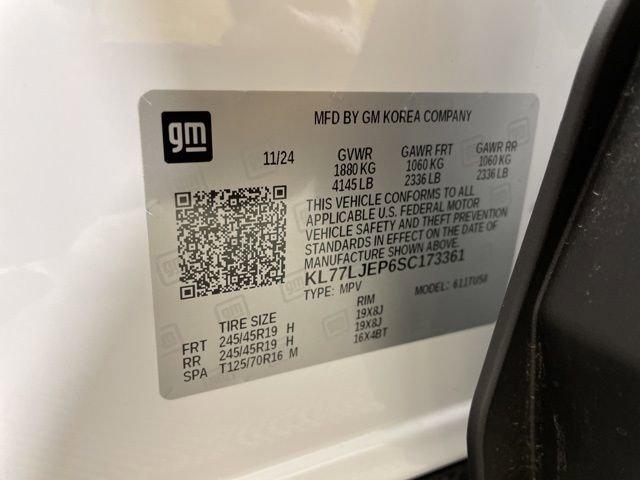 gm
MFD BY GM KOREA COMPANY
11/24 GVWR GAWR FRT GAWR RR
1880 KG 1060 KG 1060 KG
4145 LB 2336 LB 2336 LB
THIS VEHICLE CONFORMS TO ALL
APPLICABLE U.S. FEDERAL MOTOR
VEHICLE SAFETY AND THEFT PREVENTION
STANDARDS IN EFFECT ON THE DATE OF
MANUFACTURE SHOWN ABOVE.
KL77LJEP6SC173361
TYPE: MPV MODEL: 611TU58
TIRE SIZE RIM
FRT 245/45R19 H 19X8J
RR 245/45R19 H 19X8J
SPA T125/70R16 M 16X4BT